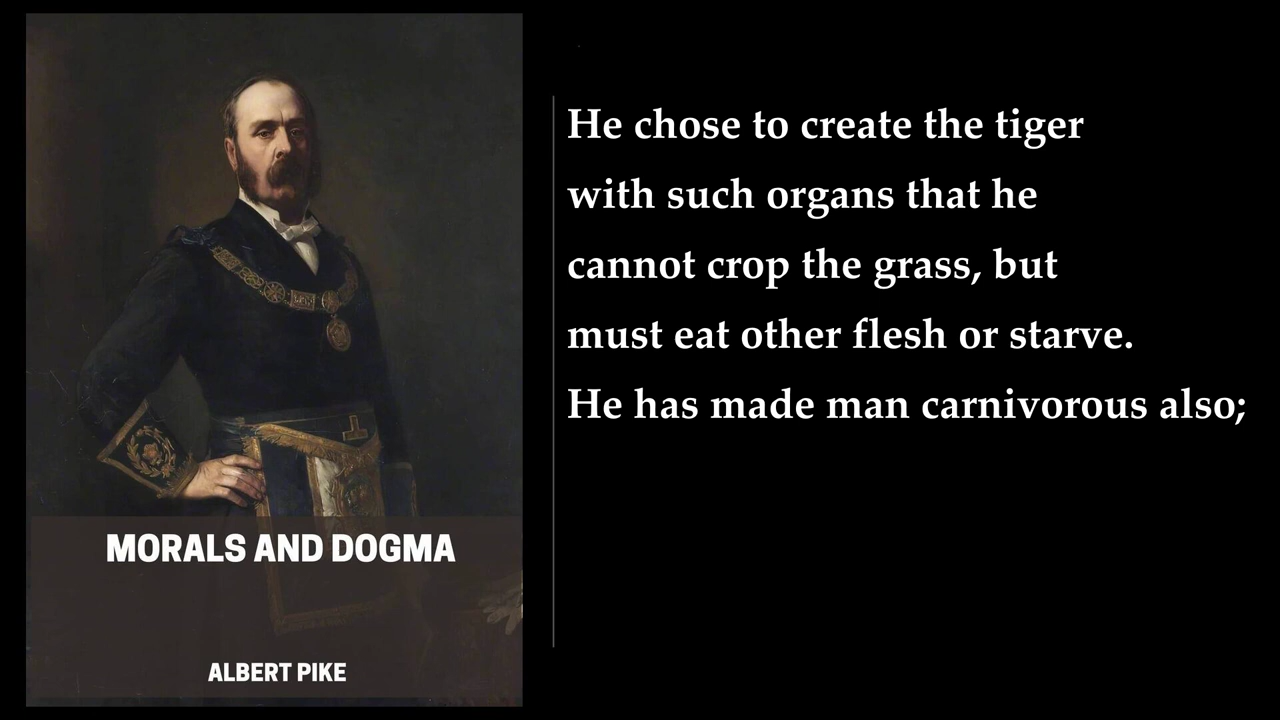 MORALS AND DOGMA
ALBERT PIKE
He chose to create the tiger
with such organs that he
cannot crop the grass, but
must eat other flesh or starve.
He has made man carnivorous also;